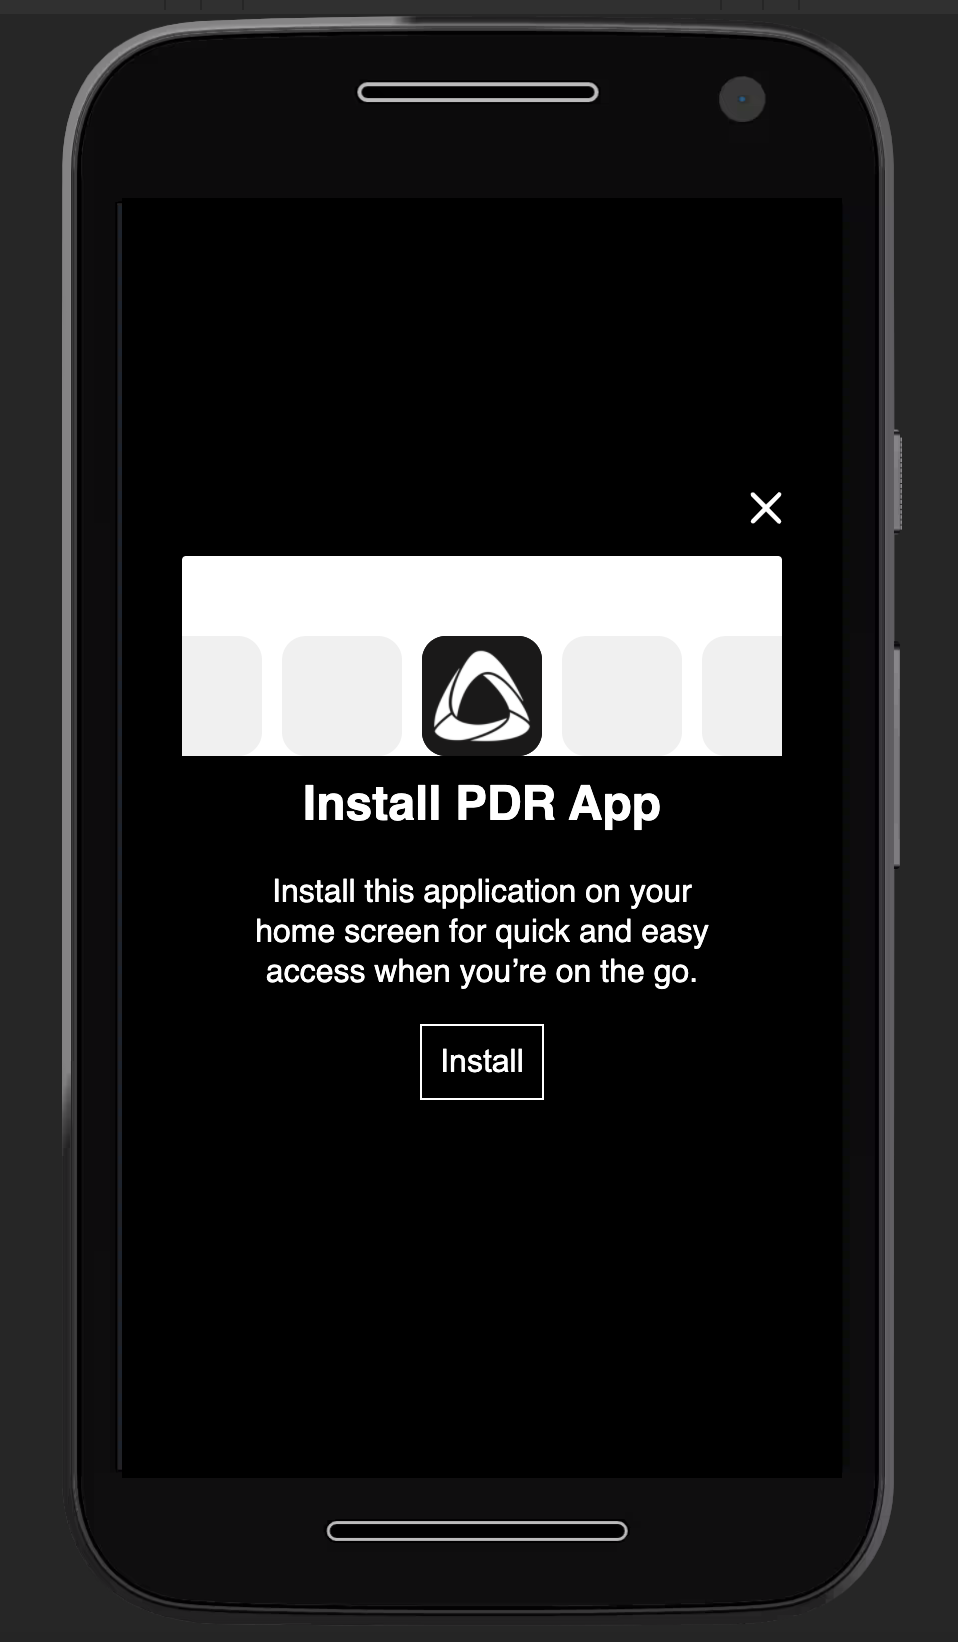 Install PDR App
Install this application on your
home screen for quick and easy
access when you’re on the go.
Install